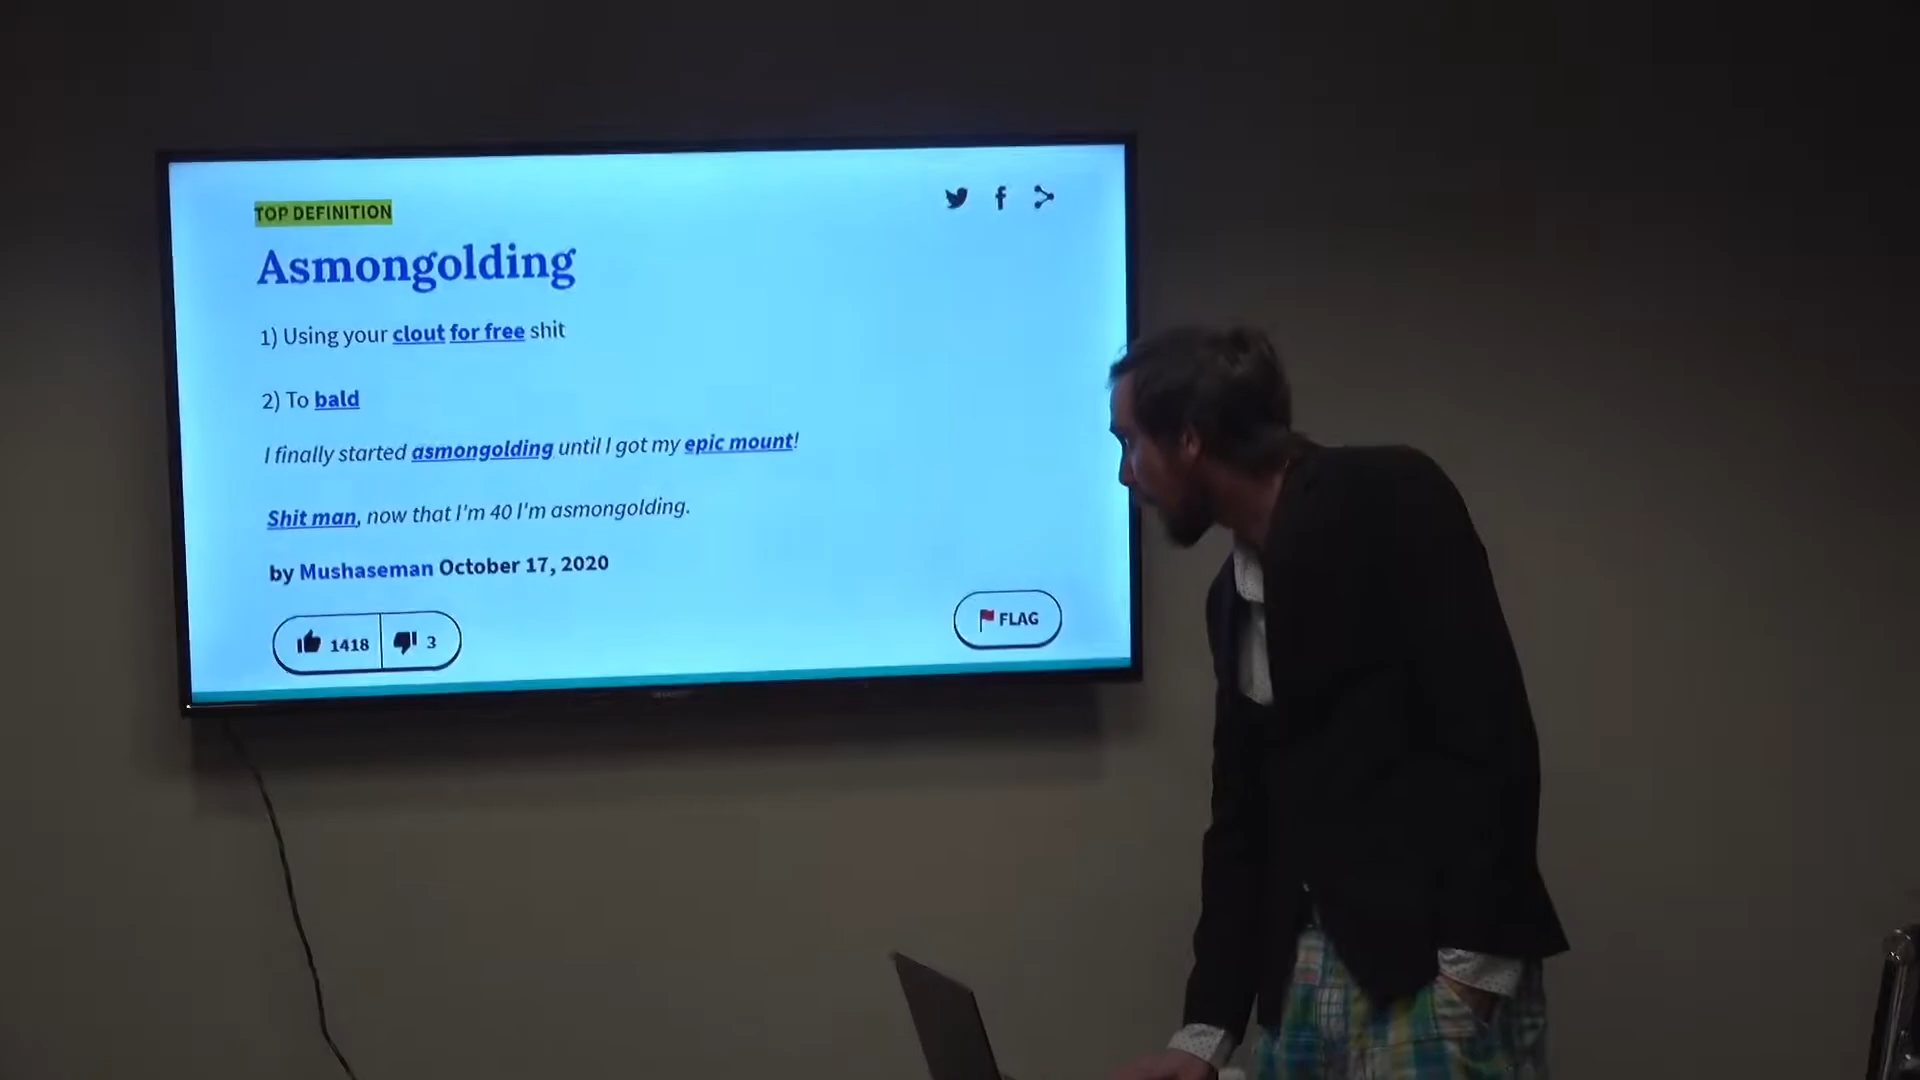 TOP DEFINITION
Asmongolding
1) Using your clout for free shit
2) To bald
I finally started asmongolding until I got my epic mount!
Shit man, now that I'm 40 I'm asmongolding.
by Mushaseman October 17, 2020
1418 3
FLAG